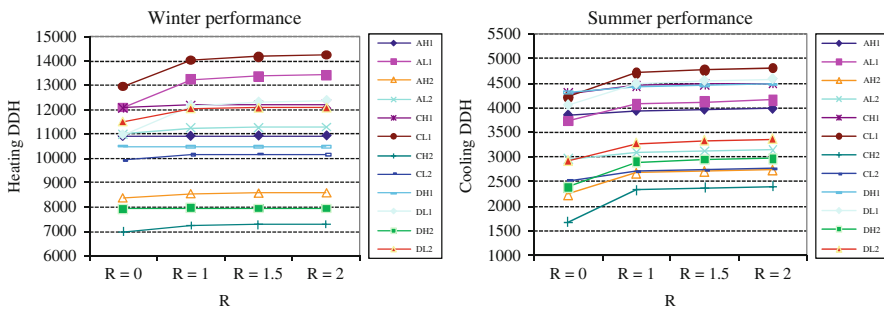 Winter performance
Heating DDH
15000
14000
13000
12000
11000
10000
9000
8000
7000
6000
R = 0 R = 1 R = 1.5 R = 2
R
AH1
AL1
AH2
AL2
CH1
CL1
CH2
CL2
DH1
DL1
DH2
DL2
Summer performance
Cooling DDH
5500
5000
4500
4000
3500
3000
2500
2000
1500
1000
R = 0 R = 1 R = 1.5 R = 2
R
AH1
AL1
AH2
AL2
CH1
CL1
CH2
CL2
DH1
DL1
DH2
DL2